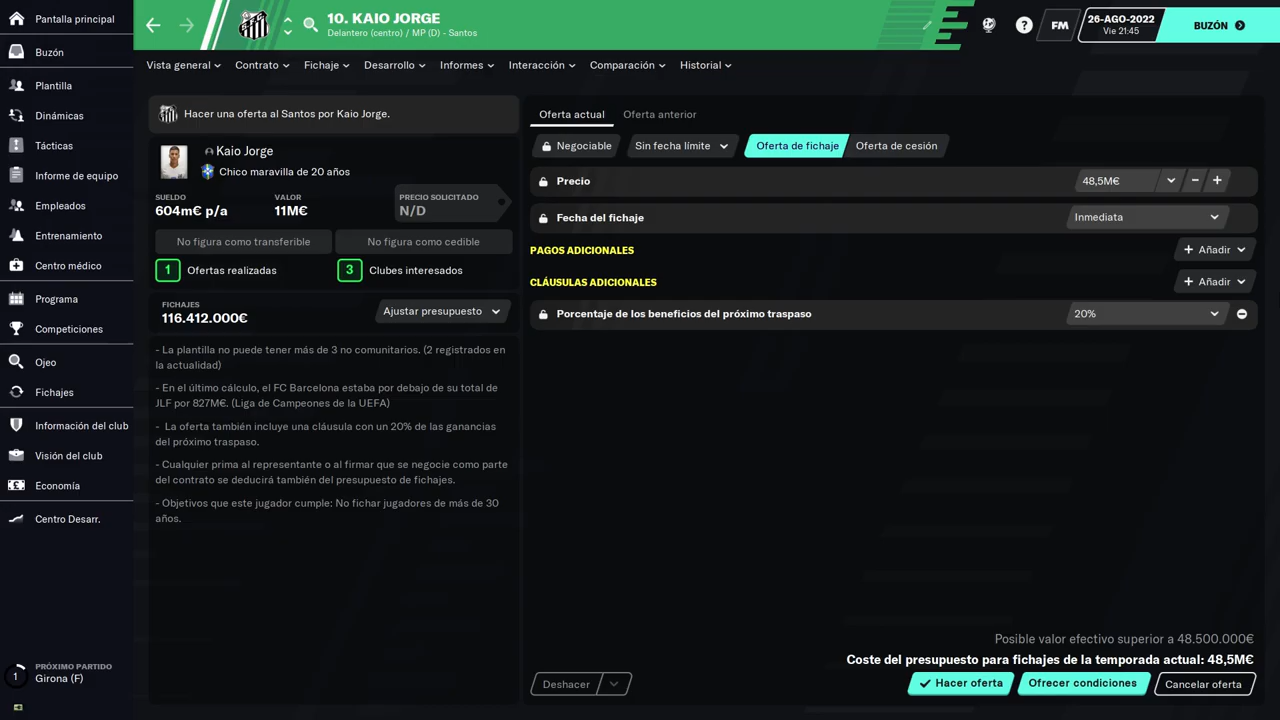 Pantalla principal
Buzón
Plantilla
Dinámicas
Tácticas
Informe de equipo
Empleados
Entrenamiento
Centro médico
Programa
Competiciones
Ojeo
Fichajes
Información del club
Visión del club
Economía
Centro Desarr.
1
PRÓXIMO PARTIDO
Girona (F)
10. KAIO JORGE
Delantero (centro) / MP (D) - Santos
?
FM
26-AGO-2022
Vie 21:45
BUZÓN
Vista general
Contrato
Fichaje
Desarrollo
Informes
Interacción
Comparación
Historial
Hacer una oferta al Santos por Kaio Jorge.
Kaio Jorge
Chico maravilla de 20 años
SUELDO
604m€ p/a
VALOR
11M€
PRECIO SOLICITADO
N/D
No figura como transferible
No figura como cedible
1 Ofertas realizadas
3 Clubes interesados
FICHAJES
116.412.000€
Ajustar presupuesto
- La plantilla no puede tener más de 3 no comunitarios. (2 registrados en
la actualidad)
- En el último cálculo, el FC Barcelona estaba por debajo de su total de
JLF por 827M€. (Liga de Campeones de la UEFA)
- La oferta también incluye una cláusula con un 20% de las ganancias
del próximo traspaso.
- Cualquier prima al representante o al firmar que se negocie como parte
del contrato se deducirá también del presupuesto de fichajes.
- Objetivos que este jugador cumple: No fichar jugadores de más de 30
años.
Oferta actual
Oferta anterior
Negociable
Sin fecha límite
Oferta de fichaje
Oferta de cesión
Precio
48,5M€
Fecha del fichaje
Inmediata
PAGOS ADICIONALES
+ Añadir
CLÁUSULAS ADICIONALES
+ Añadir
Porcentaje de los beneficios del próximo traspaso
20%
Posible valor efectivo superior a 48.500.000€
Coste del presupuesto para fichajes de la temporada actual: 48,5M€
Deshacer
Hacer oferta
Ofrecer condiciones
Cancelar oferta